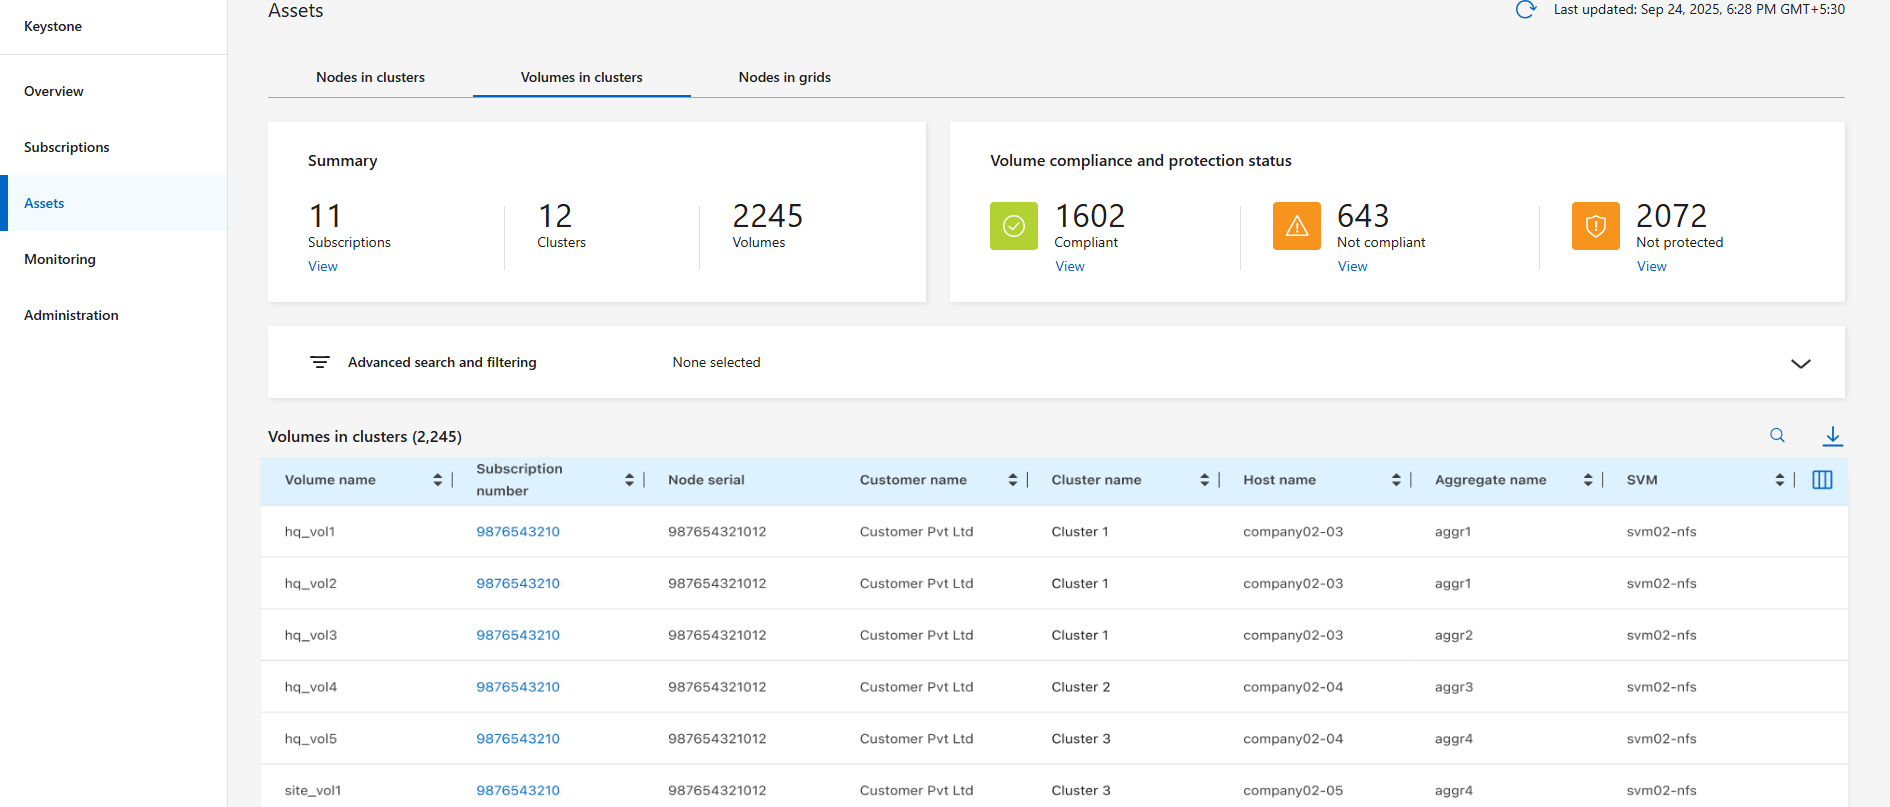 Keystone
Overview
Subscriptions
Assets
Monitoring
Administration
Assets
Last updated: Sep 24, 2025, 6:28 PM GMT+5:30
Nodes in clusters Volumes in clusters Nodes in grids
Summary
11 12 2245
Subscriptions Clusters Volumes
View
Volume compliance and protection status
1602 643 2072
Compliant Not compliant Not protected
View View View
Advanced search and filtering None selected
Volumes in clusters (2,245)
Volume name Subscription number Node serial Customer name Cluster name Host name Aggregate name SVM
hq_vol1 9876543210 987654321012 Customer Pvt Ltd Cluster 1 company02-03 aggr1 svm02-nfs
hq_vol2 9876543210 987654321012 Customer Pvt Ltd Cluster 1 company02-03 aggr1 svm02-nfs
hq_vol3 9876543210 987654321012 Customer Pvt Ltd Cluster 1 company02-03 aggr2 svm02-nfs
hq_vol4 9876543210 987654321012 Customer Pvt Ltd Cluster 2 company02-04 aggr3 svm02-nfs
hq_vol5 9876543210 987654321012 Customer Pvt Ltd Cluster 3 company02-04 aggr4 svm02-nfs
site_vol1 9876543210 987654321012 Customer Pvt Ltd Cluster 3 company02-05 aggr4 svm02-nfs